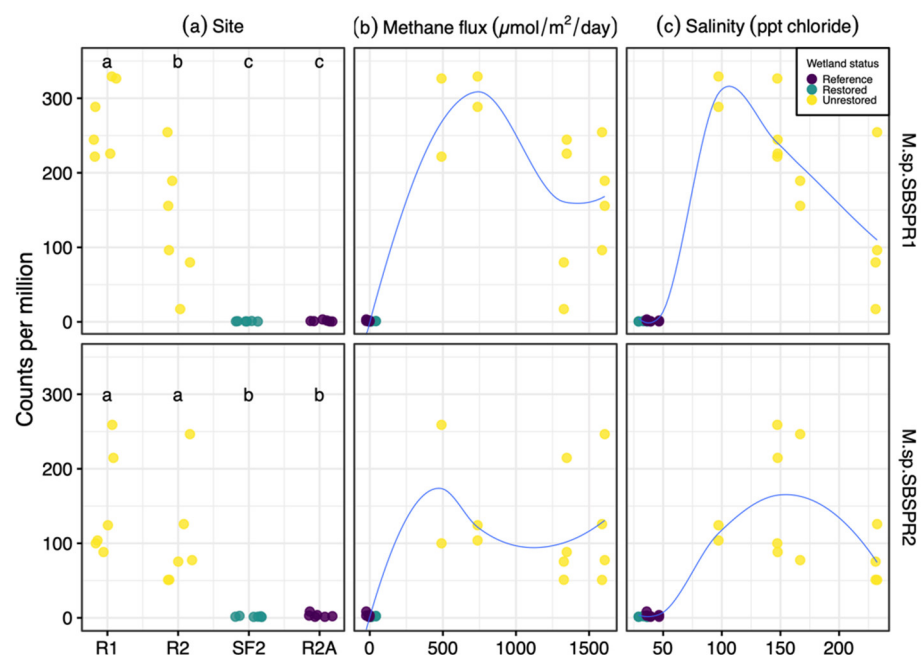 (a) Site
(b) Methane flux (μmol/m²/day)
(c) Salinity (ppt chloride)
Wetland status
Reference
Restored
Unrestored
a b c c
300
200
100
0
M.sp.SBSPR1
Counts per million
a a b b
300
200
100
0
M.sp.SBSPR2
R1 R2 SF2 R2A
0 500 1000 1500
50 100 150 200